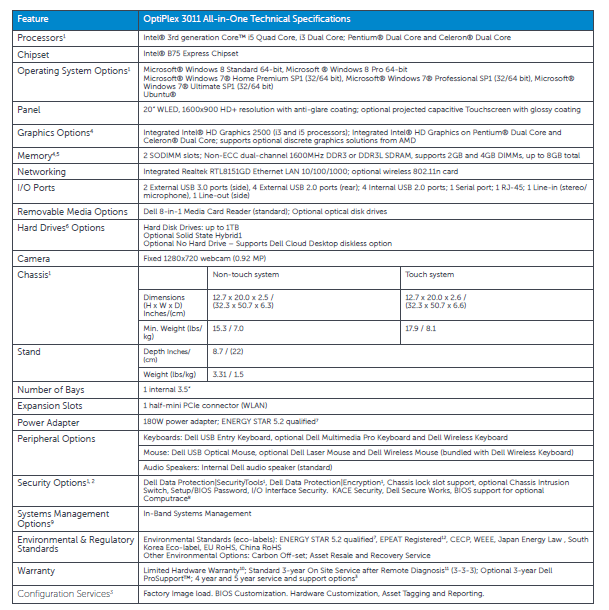 Feature OptiPlex 3011 All-in-One Technical Specifications
Processors¹ Intel® 3rd generation Core™ i5 Quad Core, i3 Dual Core; Pentium® Dual Core and Celeron® Dual Core
Chipset Intel® B75 Express Chipset
Operating System Options¹ Microsoft® Windows 8 Standard 64-bit, Microsoft ® Windows 8 Pro 64-bit
Microsoft® Windows 7® Home Premium SP1 (32/64 bit), Microsoft® Windows 7® Professional SP1 (32/64 bit), Microsoft®
Windows 7® Ultimate SP1 (32/64 bit)
Ubuntu®
Panel 20" WLED, 1600x900 HD+ resolution with anti-glare coating; optional projected capacitive Touchscreen with glossy coating
Graphics Options⁴ Integrated Intel® HD Graphics 2500 (i3 and i5 processors); Integrated Intel® HD Graphics on Pentium® Dual Core and
Celeron® Dual Core; supports optional discrete graphics solutions from AMD
Memory⁴,⁵ 2 SODIMM slots; Non-ECC dual-channel 1600MHz DDR3 or DDR3L SDRAM, supports 2GB and 4GB DIMMs, up to 8GB total
Networking Integrated Realtek RTL8151GD Ethernet LAN 10/100/1000; optional wireless 802.11n card
I/O Ports 2 External USB 3.0 ports (side), 4 External USB 2.0 ports (rear); 4 Internal USB 2.0 ports; 1 Serial port; 1 RJ-45; 1 Line-in (stereo/
microphone), 1 Line-out (side)
Removable Media Options Dell 8-in-1 Media Card Reader (standard); Optional optical disk drives
Hard Drives⁶ Options Hard Disk Drives: up to 1TB
Optional Solid State Hybrid1
Optional No Hard Drive – Supports Dell Cloud Desktop diskless option
Camera Fixed 1280x720 webcam (0.92 MP)
Chassis¹ Non-touch system Touch system
Dimensions 12.7 x 20.0 x 2.5 / 12.7 x 20.0 x 2.6 /
(H x W x D) (32.3 x 50.7 x 6.3) (32.3 x 50.7 x 6.6)
Inches/(cm)
Min. Weight (lbs/ 15.3 / 7.0 17.9 / 8.1
kg)
Stand Depth Inches/ 8.7 / (22)
(cm)
Weight (lbs/kg) 3.31 / 1.5
Number of Bays 1 internal 3.5"
Expansion Slots 1 half-mini PCIe connector (WLAN)
Power Adapter 180W power adapter; ENERGY STAR 5.2 qualified⁷
Peripheral Options Keyboards: Dell USB Entry Keyboard, optional Dell Multimedia Pro Keyboard and Dell Wireless Keyboard
Mouse: Dell USB Optical Mouse, optional Dell Laser Mouse and Dell Wireless Mouse (bundled with Dell Wireless Keyboard)
Audio Speakers: Internal Dell audio speaker (standard)
Security Options¹, ² Dell Data Protection|SecurityTools¹, Dell Data Protection|Encryption¹, Chassis lock slot support, optional Chassis Intrusion
Switch, Setup/BIOS Password, I/O Interface Security. KACE Security, Dell Secure Works, BIOS support for optional
Computrace⁸
Systems Management In-Band Systems Management
Options⁹
Environmental & Regulatory Environmental Standards (eco-labels): ENERGY STAR 5.2 qualified⁷, EPEAT Registered¹², CECP, WEEE, Japan Energy Law , South
Standards Korea Eco-label, EU RoHS, China RoHS
Other Environmental Options: Carbon Off-set; Asset Resale and Recovery Service
Warranty Limited Hardware Warranty¹⁰; Standard 3-year On Site Service after Remote Diagnosis¹¹ (3-3-3); Optional 3-year Dell
ProSupport™; 4 year and 5 year service and support options³
Configuration Services³ Factory Image load. BIOS Customization. Hardware Customization, Asset Tagging and Reporting.